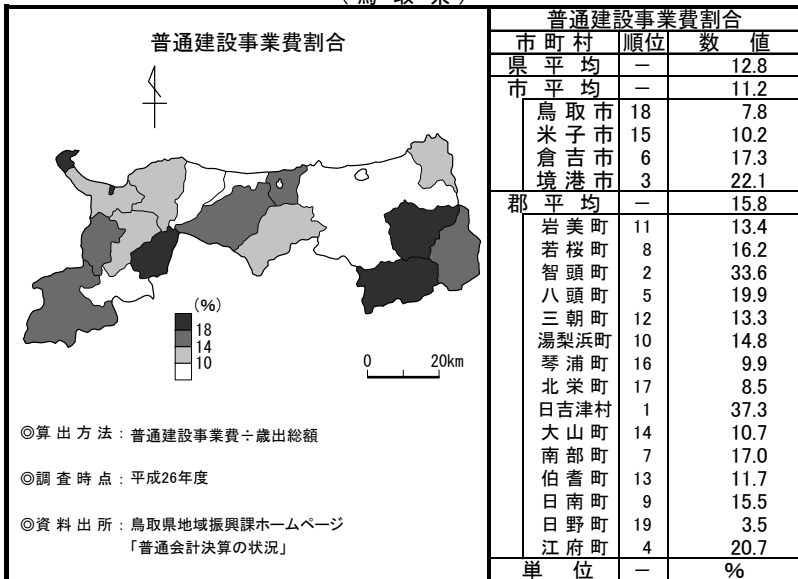 (鳥取県)
普通建設事業費割合
(%)
18
14
10
0 20km
◎算出方法：普通建設事業費÷歳出総額
◎調査時点：平成26年度
◎資料出所：鳥取県地域振興課ホームページ
「普通会計決算の状況」
普通建設事業費割合
市町村 順位 数値
県平均 － 12.8
市平均 － 11.2
鳥取市 18 7.8
米子市 15 10.2
倉吉市 6 17.3
境港市 3 22.1
郡平均 － 15.8
岩美町 11 13.4
若桜町 8 16.2
智頭町 2 33.6
八頭町 5 19.9
三朝町 12 13.3
湯梨浜町 10 14.8
琴浦町 16 9.9
北栄町 17 8.5
日吉津村 1 37.3
大山町 14 10.7
南部町 7 17.0
伯耆町 13 11.7
日南町 9 15.5
日野町 19 3.5
江府町 4 20.7
単位 － %